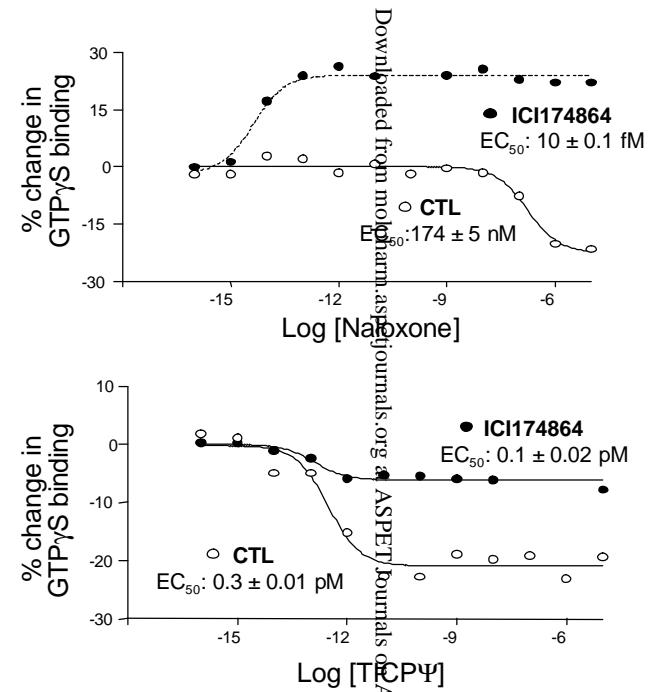 30
15
0
-15
-30
% change in
GTPγS binding
ICI174864
EC50: 10 ± 0.1 fM
CTL
EC50:174 ± 5 nM
-15
-12
-9
-6
Log [Naloxone]
10
0
-10
-20
-30
% change in
GTPγS binding
ICI174864
EC50: 0.1 ± 0.02 pM
CTL
EC50: 0.3 ± 0.01 pM
-15
-12
-9
-6
Log [TICPΨ]
Downloaded from molpharm.aspetjournals.org at ASPET Journals on A